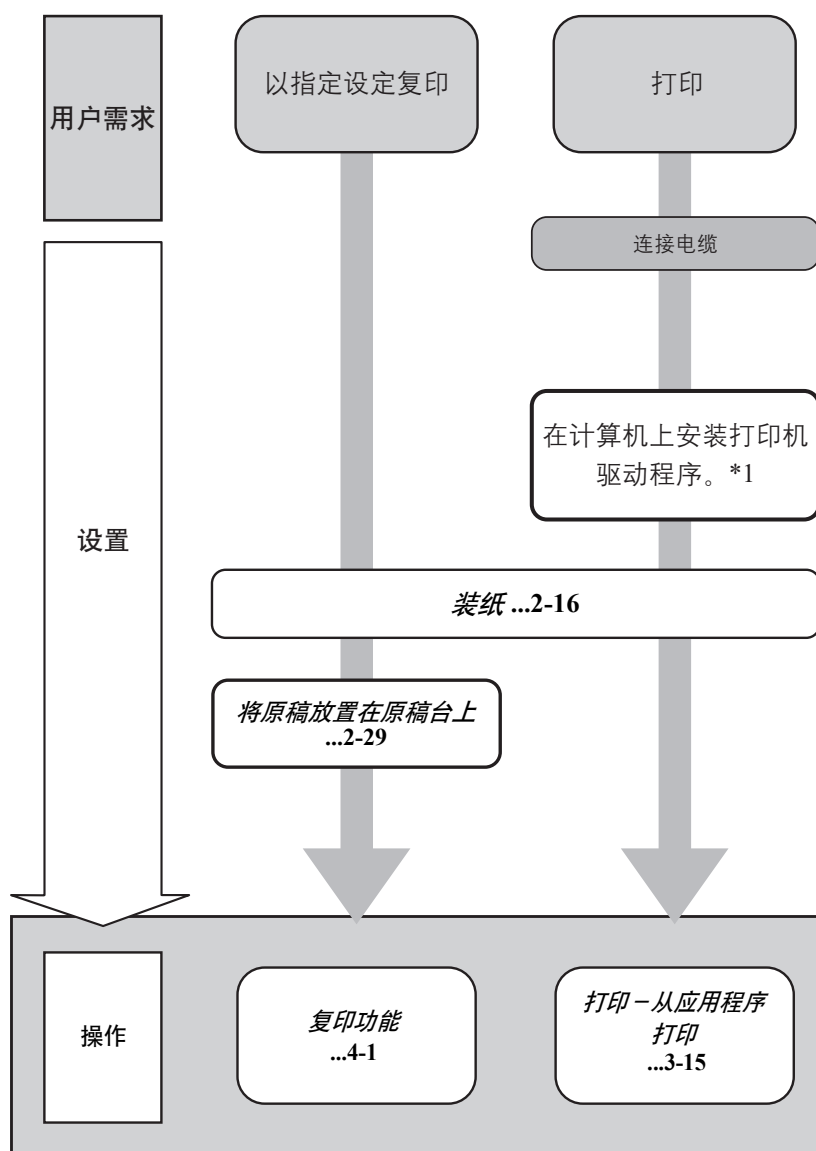 用户需求
以指定设定复印
打印
连接电缆
在计算机上安装打印机
驱动程序。*1
设置
装纸 ...2-16
将原稿放置在原稿台上
...2-29
操作
复印功能
...4-1
打印－从应用程序
打印
...3-15